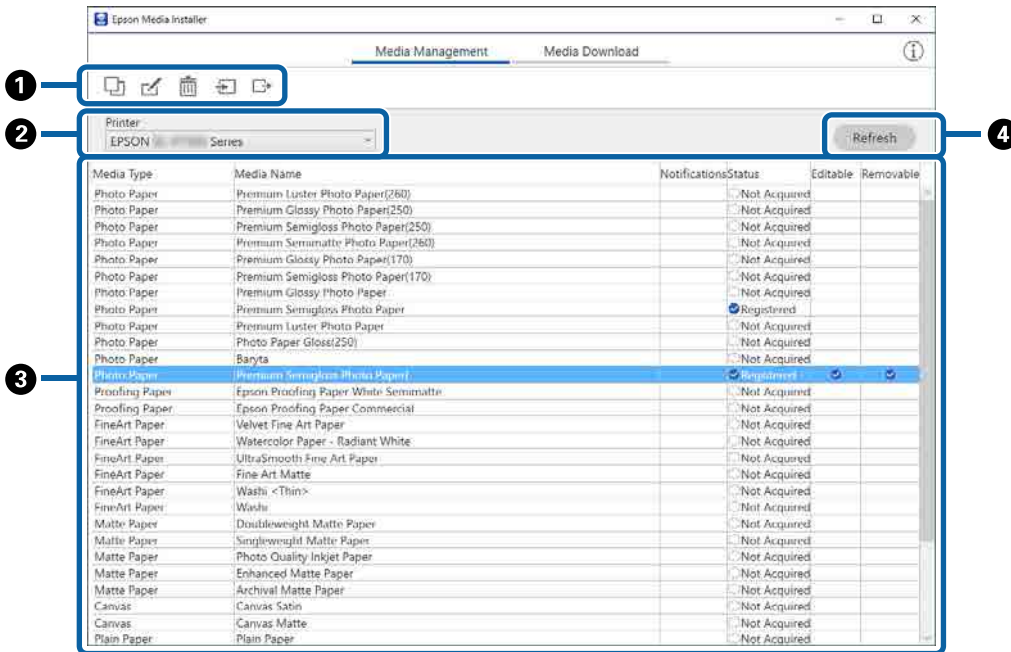 Epson Media Installer
Media Management Media Download
1
2
Printer
EPSON Series
Refresh
4
Media Type Media Name Notifications Status Editable Removable
Photo Paper Premium Luster Photo Paper(260) Not Acquired
Photo Paper Premium Glossy Photo Paper(250) Not Acquired
Photo Paper Premium Semigloss Photo Paper(250) Not Acquired
Photo Paper Premium Semimatte Photo Paper(260) Not Acquired
Photo Paper Premium Glossy Photo Paper(170) Not Acquired
Photo Paper Premium Semigloss Photo Paper(170) Not Acquired
Photo Paper Premium Glossy Photo Paper Not Acquired
Photo Paper Premium Semigloss Photo Paper Registered
Photo Paper Premium Luster Photo Paper Not Acquired
Photo Paper Photo Paper Gloss(250) Not Acquired
Photo Paper Baryta Not Acquired
3
Photo Paper Premium Semigloss Photo Paper Registered
Proofing Paper Epson Proofing Paper White Semimatte Not Acquired
Proofing Paper Epson Proofing Paper Commercial Not Acquired
FineArt Paper Velvet Fine Art Paper Not Acquired
FineArt Paper Watercolor Paper - Radiant White Not Acquired
FineArt Paper UltraSmooth Fine Art Paper Not Acquired
FineArt Paper Fine Art Matte Not Acquired
FineArt Paper Washi <Thin> Not Acquired
FineArt Paper Washi Not Acquired
Matte Paper Doubleweight Matte Paper Not Acquired
Matte Paper Singleweight Matte Paper Not Acquired
Matte Paper Photo Quality Inkjet Paper Not Acquired
Matte Paper Enhanced Matte Paper Not Acquired
Matte Paper Archival Matte Paper Not Acquired
Canvas Canvas Satin Not Acquired
Canvas Canvas Matte Not Acquired
Plain Paper Plain Paper Not Acquired